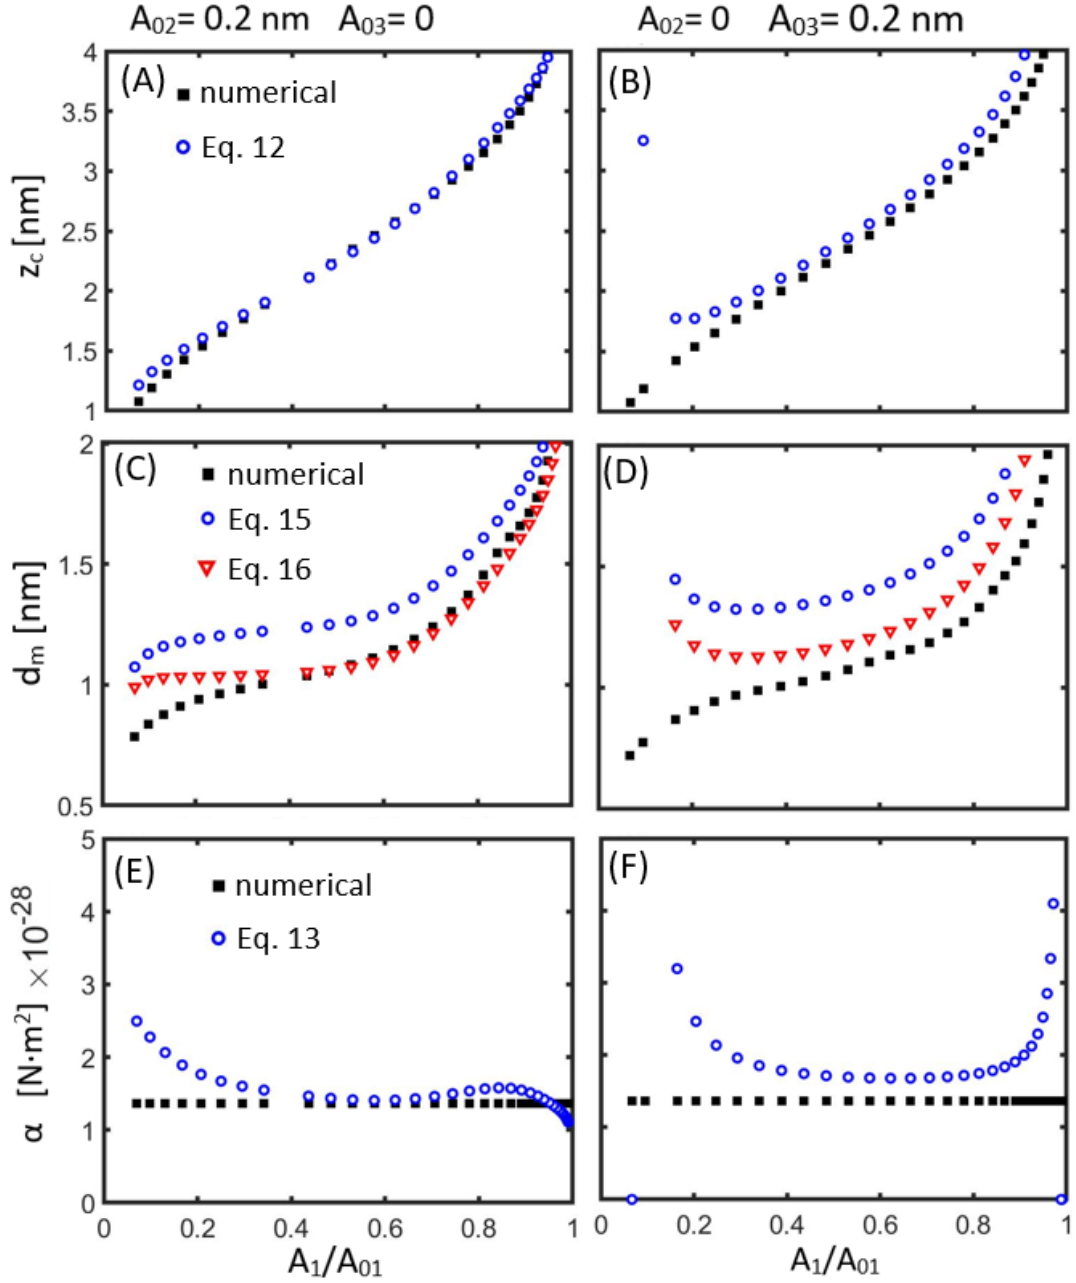 A02= 0.2 nm A03= 0
A02= 0 A03= 0.2 nm
(A)
numerical
Eq. 12
zc [nm]
4
3.5
3
2.5
2
1.5
1
(B)
(C)
numerical
Eq. 15
Eq. 16
dm [nm]
2
1.5
1
0.5
(D)
(E)
numerical
Eq. 13
α [N·m²] ×10⁻²⁸
5
4
3
2
1
0
0 0.2 0.4 0.6 0.8 1
A1/A01
(F)
0 0.2 0.4 0.6 0.8 1
A1/A01